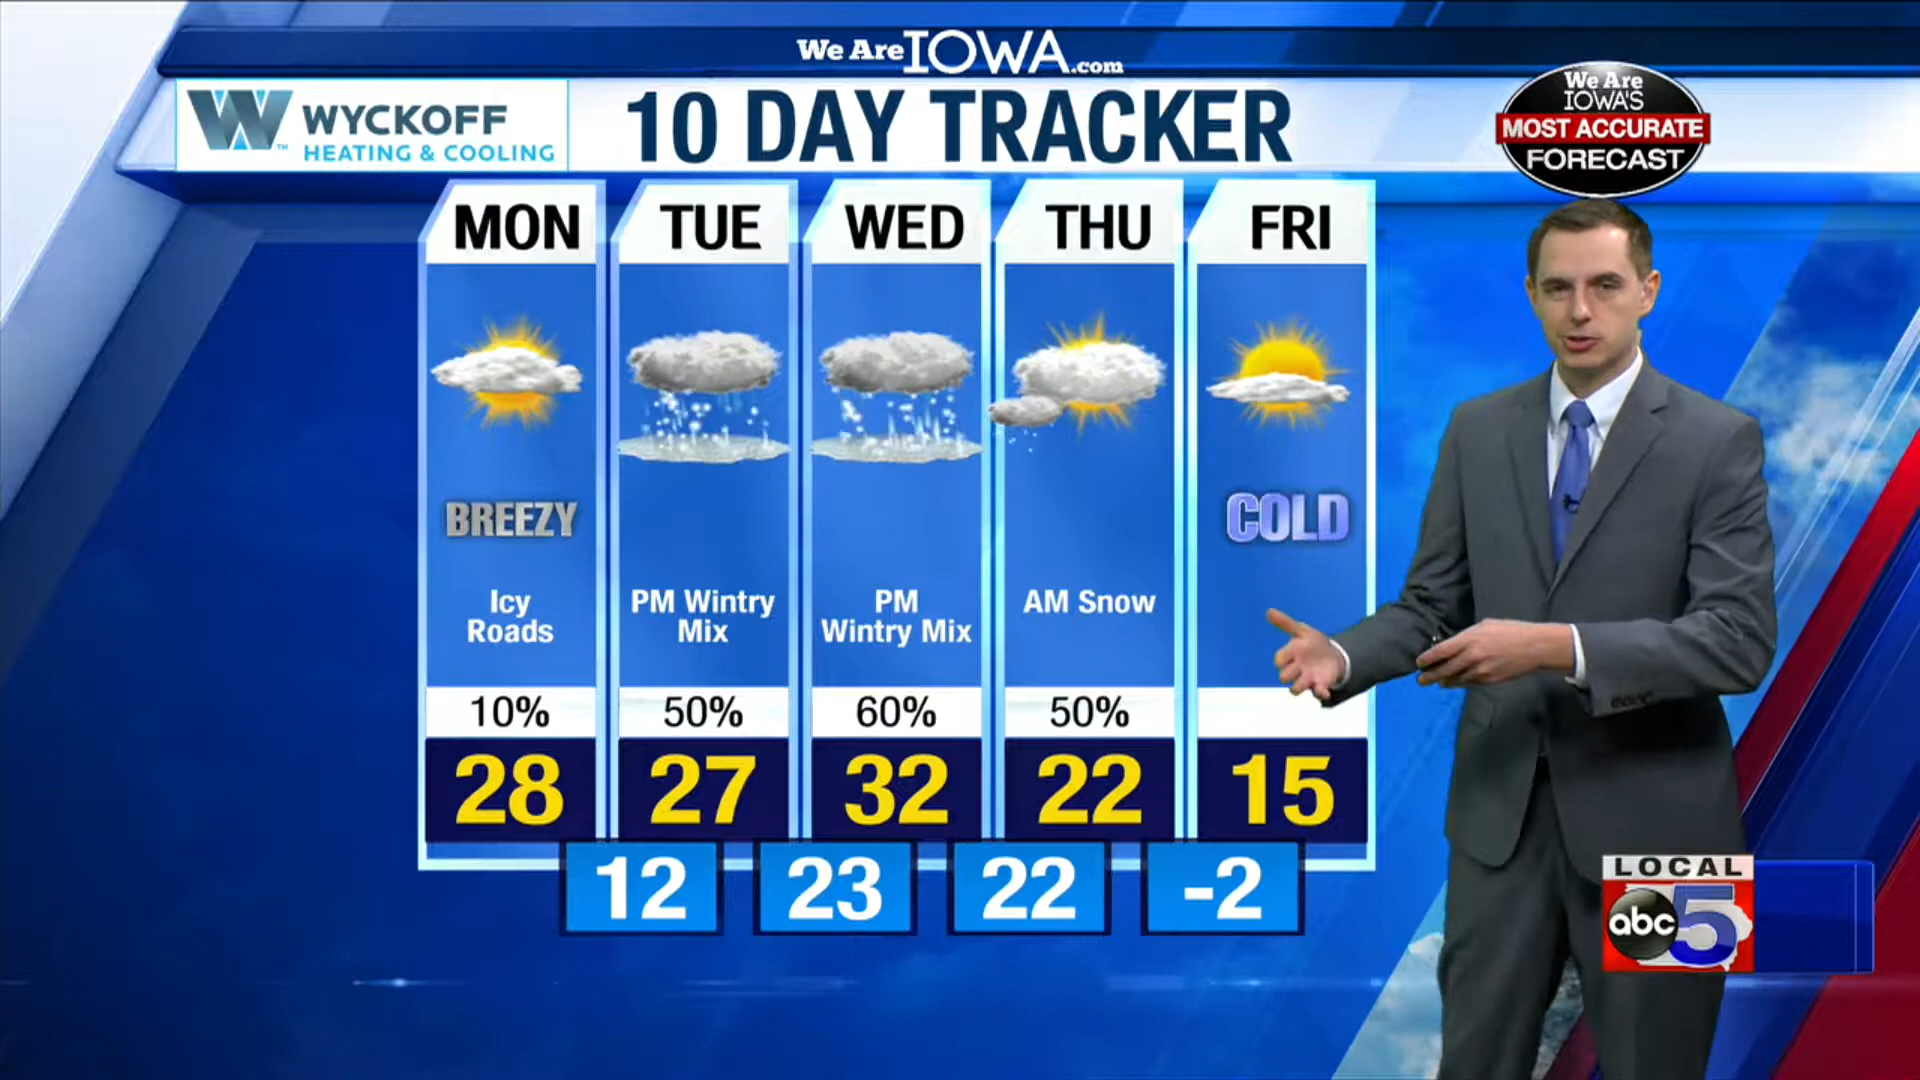 We Are IOWA.com
WYCKOFF
HEATING & COOLING
10 DAY TRACKER
We Are
IOWA'S
MOST ACCURATE
FORECAST
MON
TUE
WED
THU
FRI
BREEZY
COLD
Icy
Roads
PM Wintry
Mix
PM
Wintry Mix
AM Snow
10%
50%
60%
50%
28
27
32
22
15
12
23
22
-2
LOCAL
abc 5